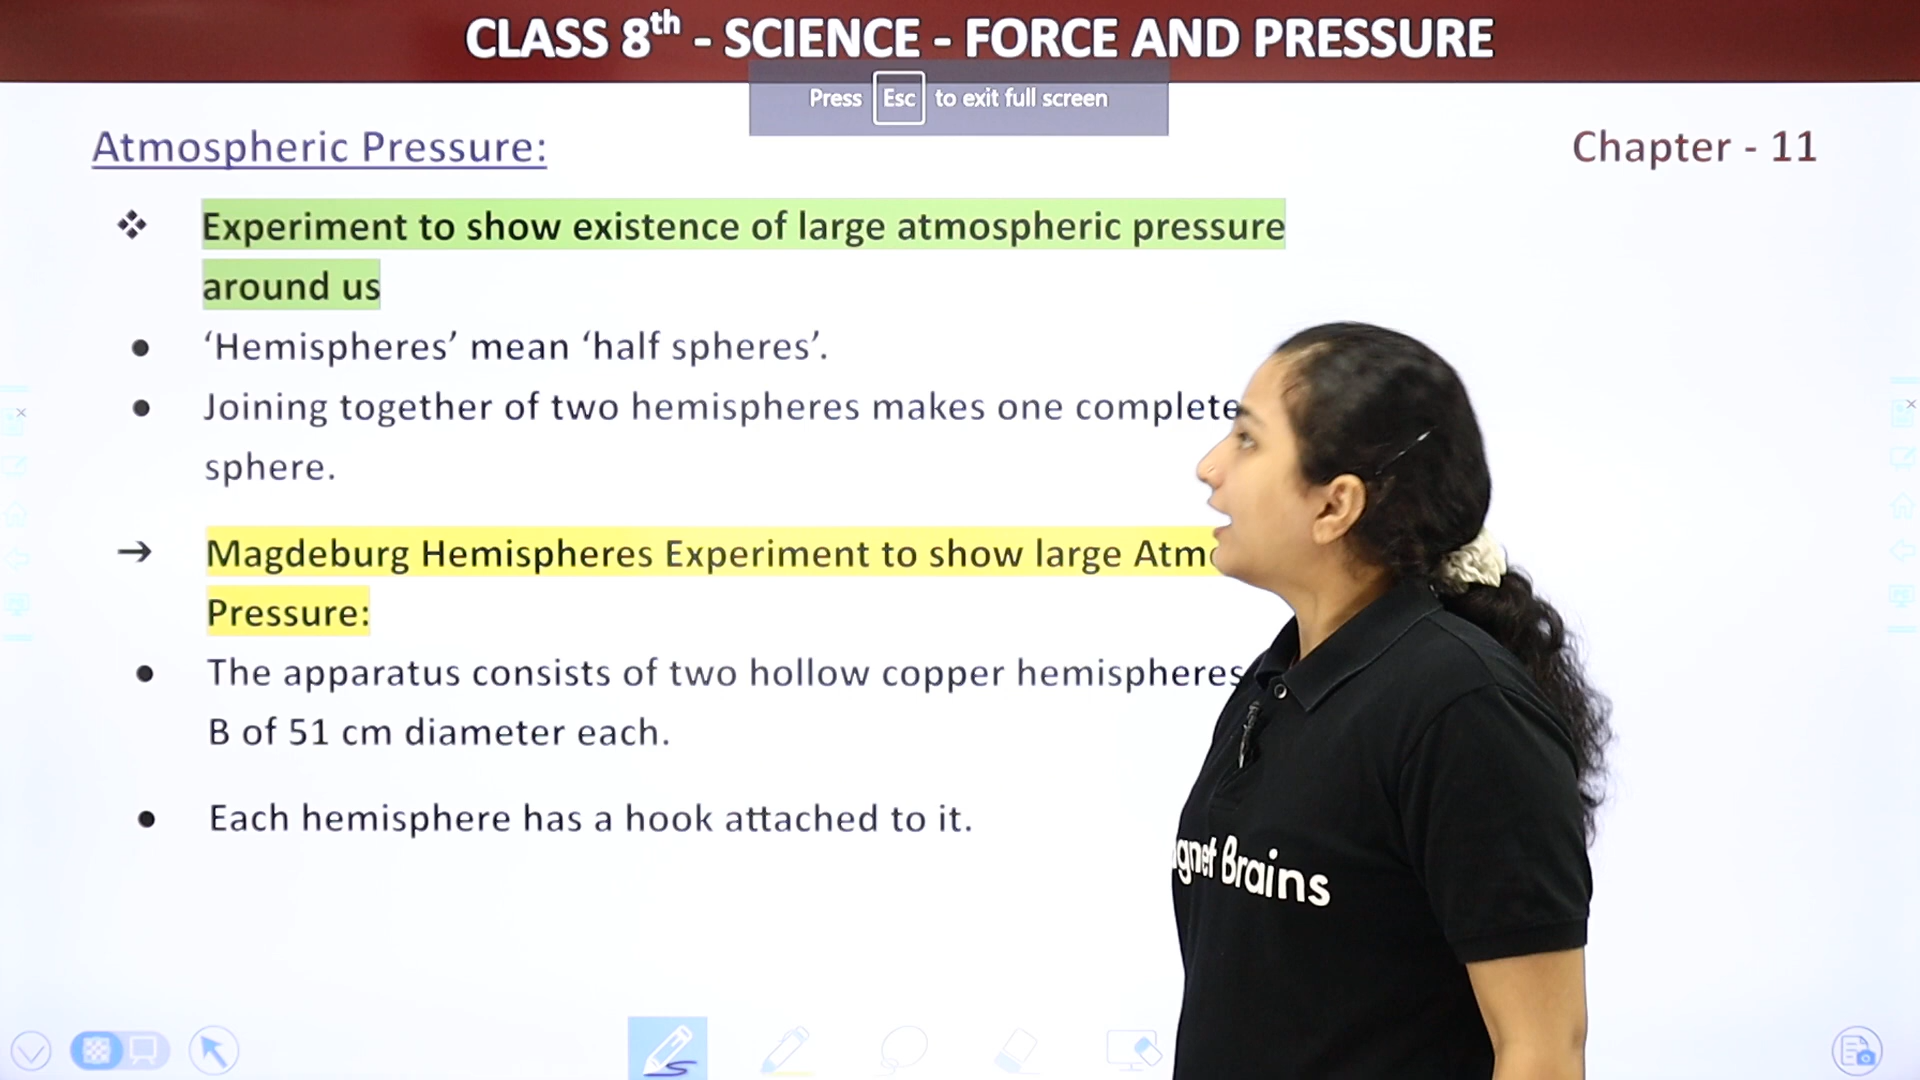 CLASS 8th - SCIENCE - FORCE AND PRESSURE
Press Esc to exit full screen
Atmospheric Pressure:
Chapter - 11
❖ Experiment to show existence of large atmospheric pressure
around us
● ‘Hemispheres’ mean ‘half spheres’.
● Joining together of two hemispheres makes one complete
sphere.
→ Magdeburg Hemispheres Experiment to show large
Pressure:
● The apparatus consists of two hollow copper hemispheres
B of 51 cm diameter each.
● Each hemisphere has a hook attached to it.
Brains